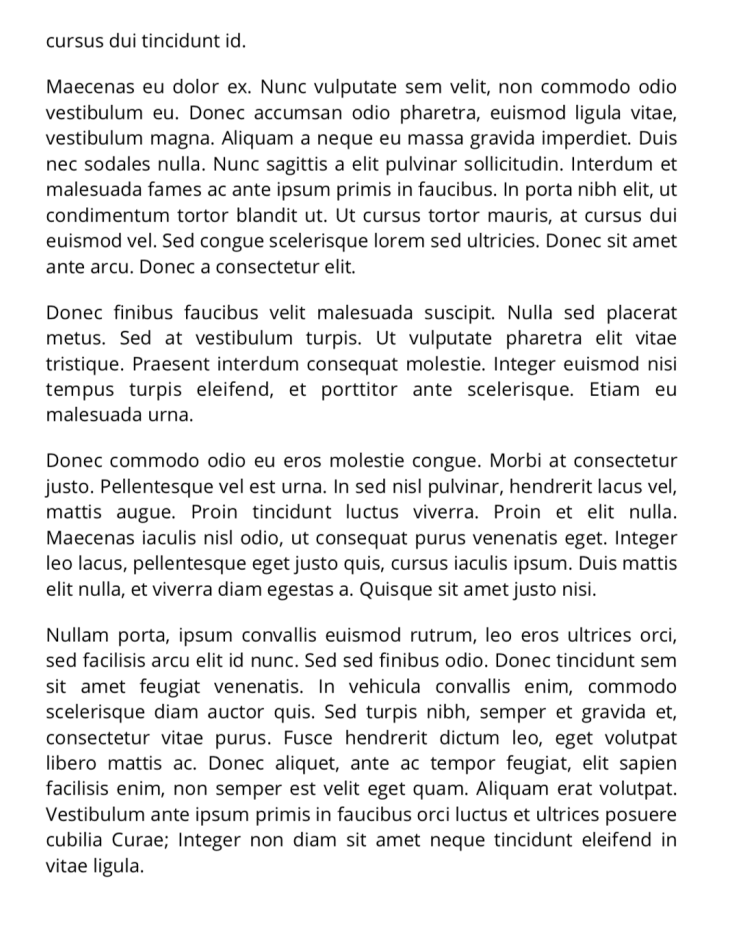 cursus dui tincidunt id.
Maecenas eu dolor ex. Nunc vulputate sem velit, non commodo odio
vestibulum eu. Donec accumsan odio pharetra, euismod ligula vitae,
vestibulum magna. Aliquam a neque eu massa gravida imperdiet. Duis
nec sodales nulla. Nunc sagittis a elit pulvinar sollicitudin. Interdum et
malesuada fames ac ante ipsum primis in faucibus. In porta nibh elit, ut
condimentum tortor blandit ut. Ut cursus tortor mauris, at cursus dui
euismod vel. Sed congue scelerisque lorem sed ultricies. Donec sit amet
ante arcu. Donec a consectetur elit.
Donec finibus faucibus velit malesuada suscipit. Nulla sed placerat
metus. Sed at vestibulum turpis. Ut vulputate pharetra elit vitae
tristique. Praesent interdum consequat molestie. Integer euismod nisi
tempus turpis eleifend, et porttitor ante scelerisque. Etiam eu
malesuada urna.
Donec commodo odio eu eros molestie congue. Morbi at consectetur
justo. Pellentesque vel est urna. In sed nisl pulvinar, hendrerit lacus vel,
mattis augue. Proin tincidunt luctus viverra. Proin et elit nulla.
Maecenas iaculis nisl odio, ut consequat purus venenatis eget. Integer
leo lacus, pellentesque eget justo quis, cursus iaculis ipsum. Duis mattis
elit nulla, et viverra diam egestas a. Quisque sit amet justo nisi.
Nullam porta, ipsum convallis euismod rutrum, leo eros ultrices orci,
sed facilisis arcu elit id nunc. Sed sed finibus odio. Donec tincidunt sem
sit amet feugiat venenatis. In vehicula convallis enim, commodo
scelerisque diam auctor quis. Sed turpis nibh, semper et gravida et,
consectetur vitae purus. Fusce hendrerit dictum leo, eget volutpat
libero mattis ac. Donec aliquet, ante ac tempor feugiat, elit sapien
facilisis enim, non semper est velit eget quam. Aliquam erat volutpat.
Vestibulum ante ipsum primis in faucibus orci luctus et ultrices posuere
cubilia Curae; Integer non diam sit amet neque tincidunt eleifend in
vitae ligula.